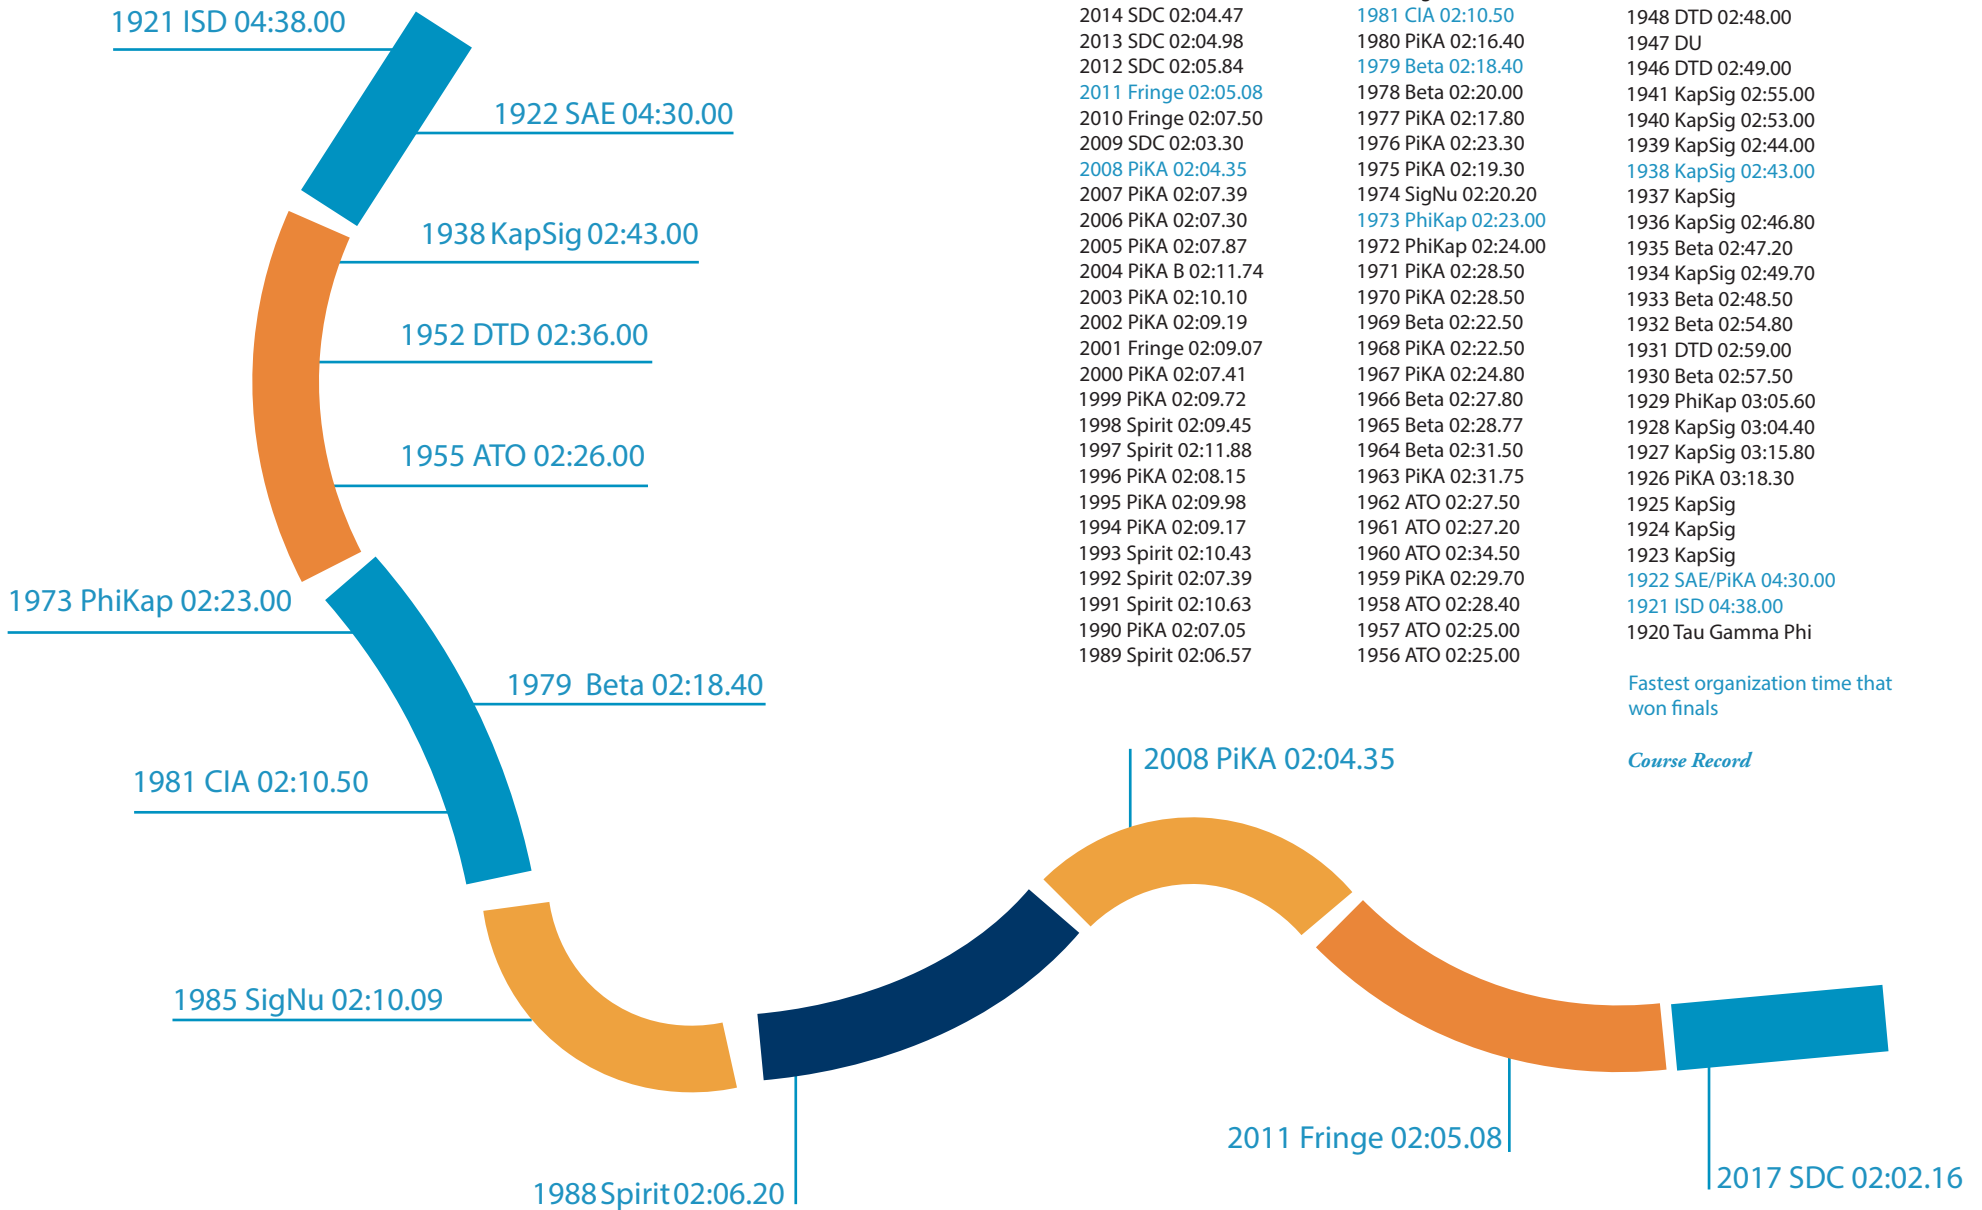 1921 ISD 04:38.00
1922 SAE 04:30.00
1938 KapSig 02:43.00
1952 DTD 02:36.00
1955 ATO 02:26.00
1973 PhiKap 02:23.00
1979 Beta 02:18.40
1981 CIA 02:10.50
1985 SigNu 02:10.09
1988 Spirit 02:06.20
2008 PiKA 02:04.35
2011 Fringe 02:05.08
2017 SDC 02:02.16
2014 SDC 02:04.47
2013 SDC 02:04.98
2012 SDC 02:05.84
2011 Fringe 02:05.08
2010 Fringe 02:07.50
2009 SDC 02:03.30
2008 PiKA 02:04.35
2007 PiKA 02:07.39
2006 PiKA 02:07.30
2005 PiKA 02:07.87
2004 PiKA B 02:11.74
2003 PiKA 02:10.10
2002 PiKA 02:09.19
2001 Fringe 02:09.07
2000 PiKA 02:07.41
1999 PiKA 02:09.72
1998 Spirit 02:09.45
1997 Spirit 02:11.88
1996 PiKA 02:08.15
1995 PiKA 02:09.98
1994 PiKA 02:09.17
1993 Spirit 02:10.43
1992 Spirit 02:07.39
1991 Spirit 02:10.63
1990 PiKA 02:07.05
1989 Spirit 02:06.57
1981 CIA 02:10.50
1980 PiKA 02:16.40
1979 Beta 02:18.40
1978 Beta 02:20.00
1977 PiKA 02:17.80
1976 PiKA 02:23.30
1975 PiKA 02:19.30
1974 SigNu 02:20.20
1973 PhiKap 02:23.00
1972 PhiKap 02:24.00
1971 PiKA 02:28.50
1970 PiKA 02:28.50
1969 Beta 02:22.50
1968 PiKA 02:22.50
1967 PiKA 02:24.80
1966 Beta 02:27.80
1965 Beta 02:28.77
1964 Beta 02:31.50
1963 PiKA 02:31.75
1962 ATO 02:27.50
1961 ATO 02:27.20
1960 ATO 02:34.50
1959 PiKA 02:29.70
1958 ATO 02:28.40
1957 ATO 02:25.00
1956 ATO 02:25.00
1948 DTD 02:48.00
1947 DU
1946 DTD 02:49.00
1941 KapSig 02:55.00
1940 KapSig 02:53.00
1939 KapSig 02:44.00
1938 KapSig 02:43.00
1937 KapSig
1936 KapSig 02:46.80
1935 Beta 02:47.20
1934 KapSig 02:49.70
1933 Beta 02:48.50
1932 Beta 02:54.80
1931 DTD 02:59.00
1930 Beta 02:57.50
1929 PhiKap 03:05.60
1928 KapSig 03:04.40
1927 KapSig 03:15.80
1926 PiKA 03:18.30
1925 KapSig
1924 KapSig
1923 KapSig
1922 SAE/PiKA 04:30.00
1921 ISD 04:38.00
1920 Tau Gamma Phi
Fastest organization time that
won finals
Course Record